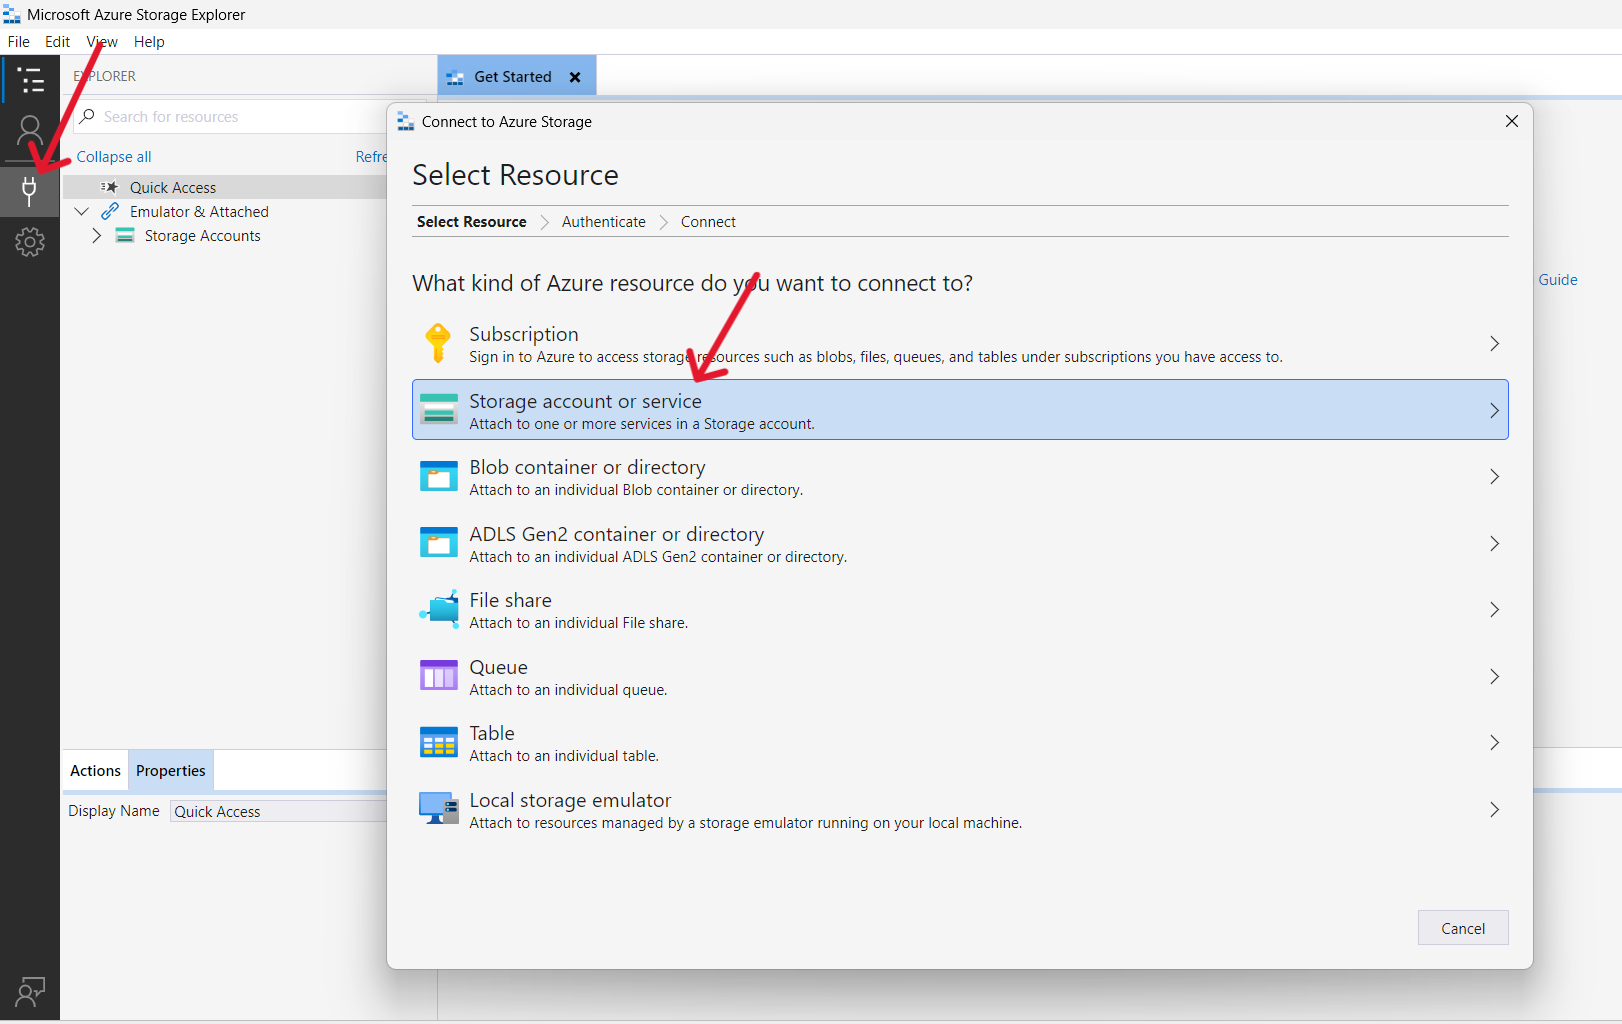 Microsoft Azure Storage Explorer
File Edit View Help
EXPLORER
Search for resources
Collapse all Refre
Quick Access
Emulator & Attached
Storage Accounts
Actions Properties
Display Name Quick Access
Get Started
Connect to Azure Storage
Select Resource
Select Resource Authenticate Connect
What kind of Azure resource do you want to connect to?
Subscription
Sign in to Azure to access storage resources such as blobs, files, queues, and tables under subscriptions you have access to.
Storage account or service
Attach to one or more services in a Storage account.
Blob container or directory
Attach to an individual Blob container or directory.
ADLS Gen2 container or directory
Attach to an individual ADLS Gen2 container or directory.
File share
Attach to an individual File share.
Queue
Attach to an individual queue.
Table
Attach to an individual table.
Local storage emulator
Attach to resources managed by a storage emulator running on your local machine.
Cancel
Guide